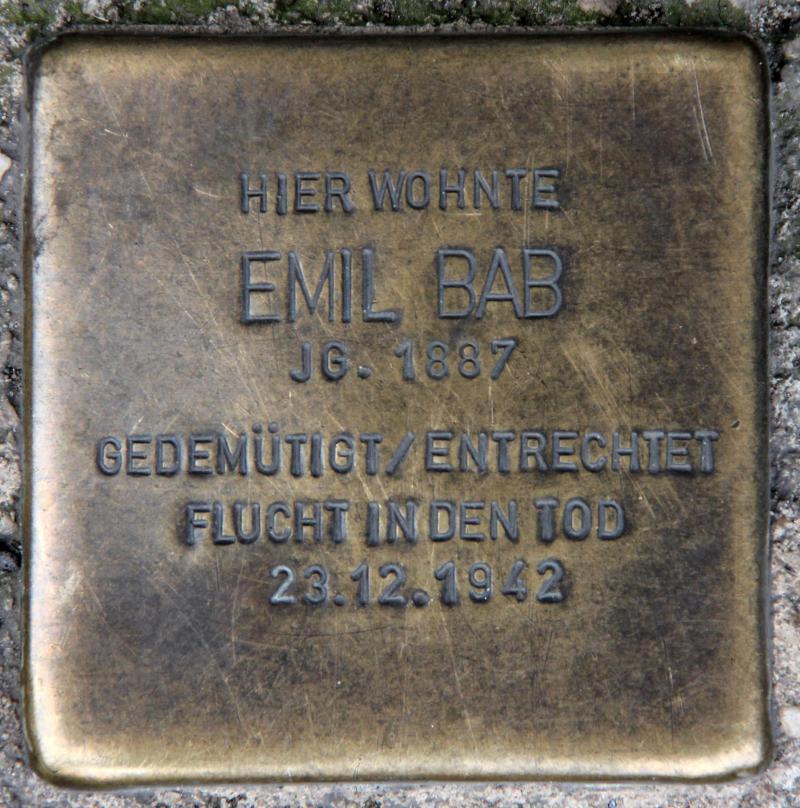 HIER WOHNTE
EMIL BAB
JG. 1887
GEDEMÜTIGT/ENTRECHTET
FLUCHT IN DEN TOD
23.12.1942